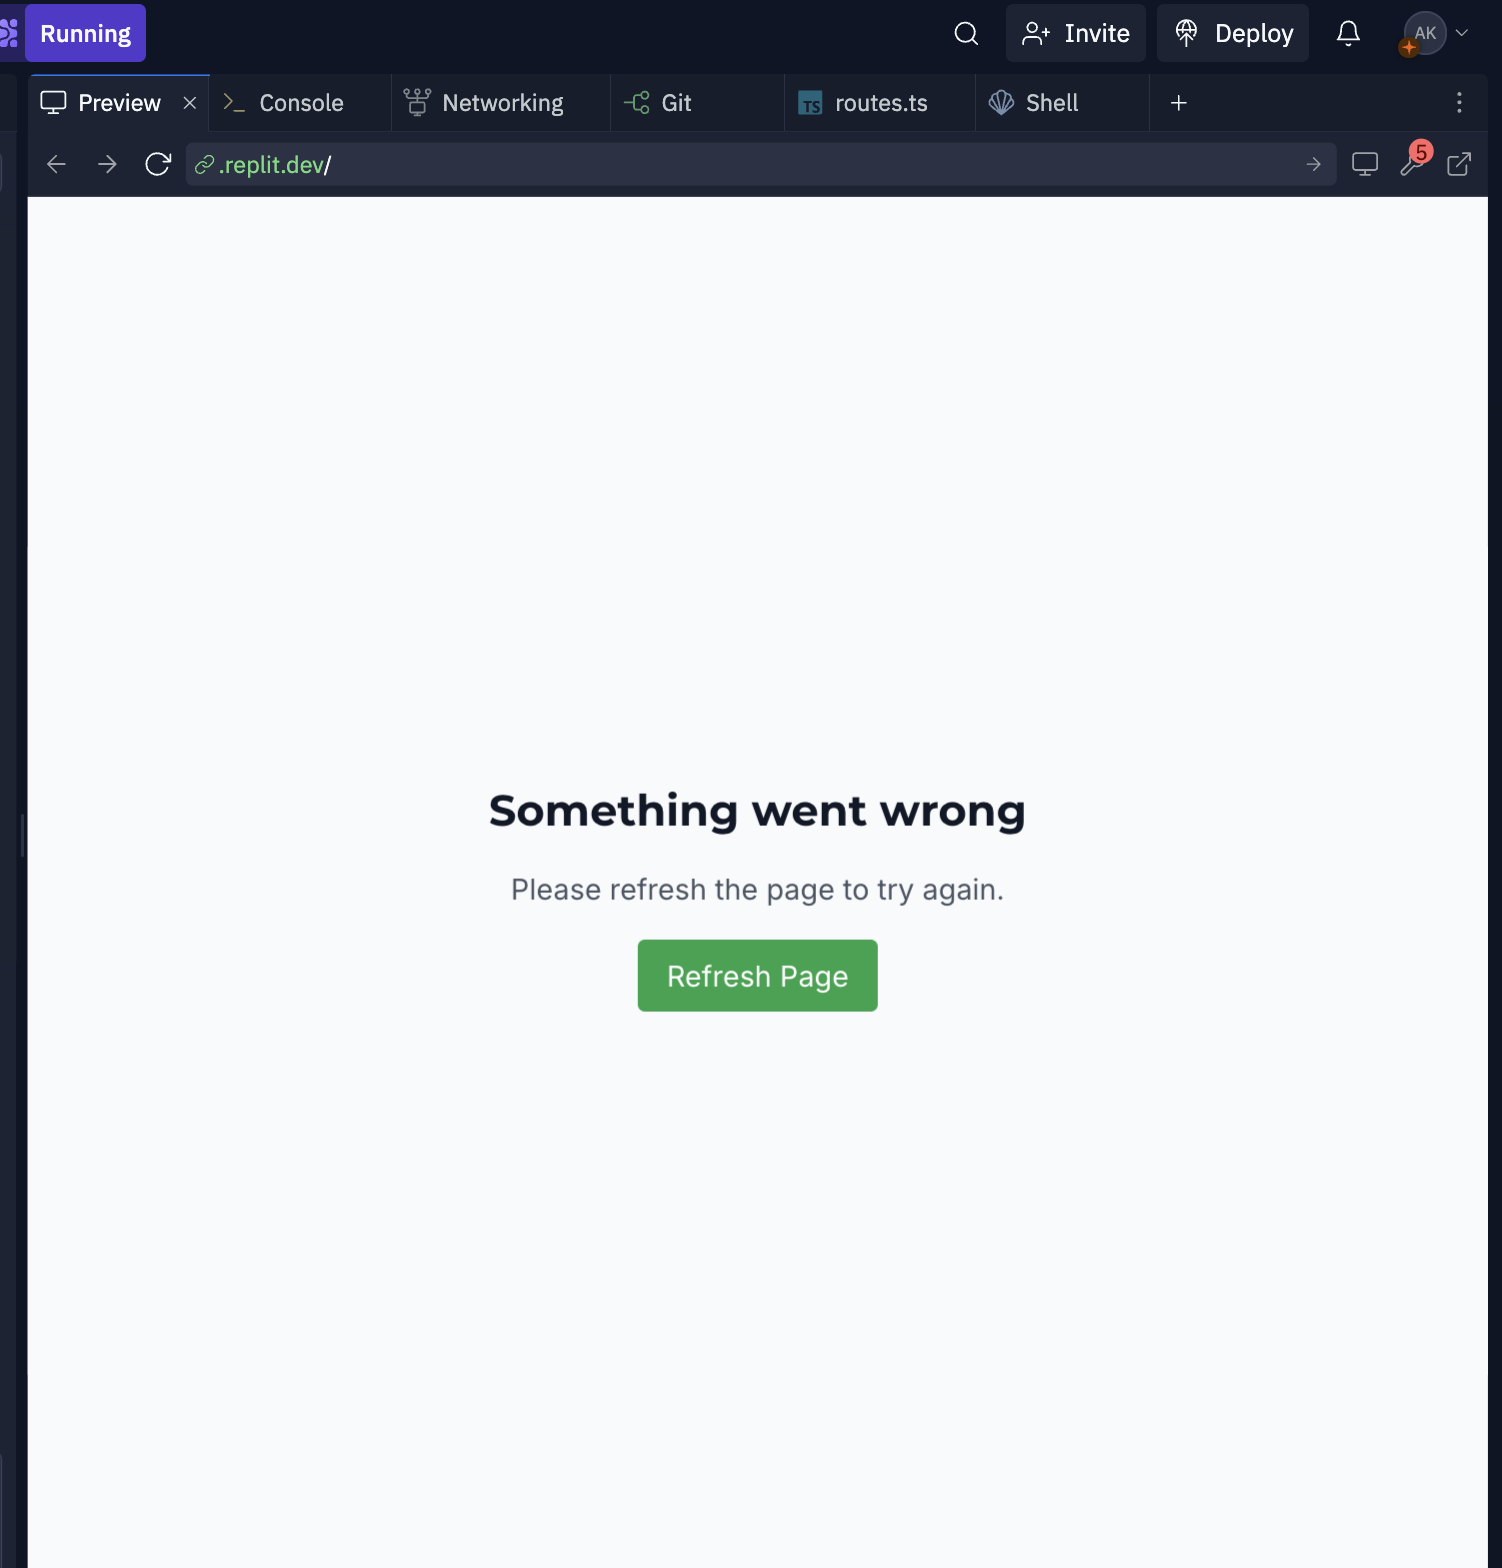 Running
Invite
Deploy
AK
Preview
Console
Networking
Git
TS routes.ts
Shell
.replit.dev/
5
Something went wrong
Please refresh the page to try again.
Refresh Page